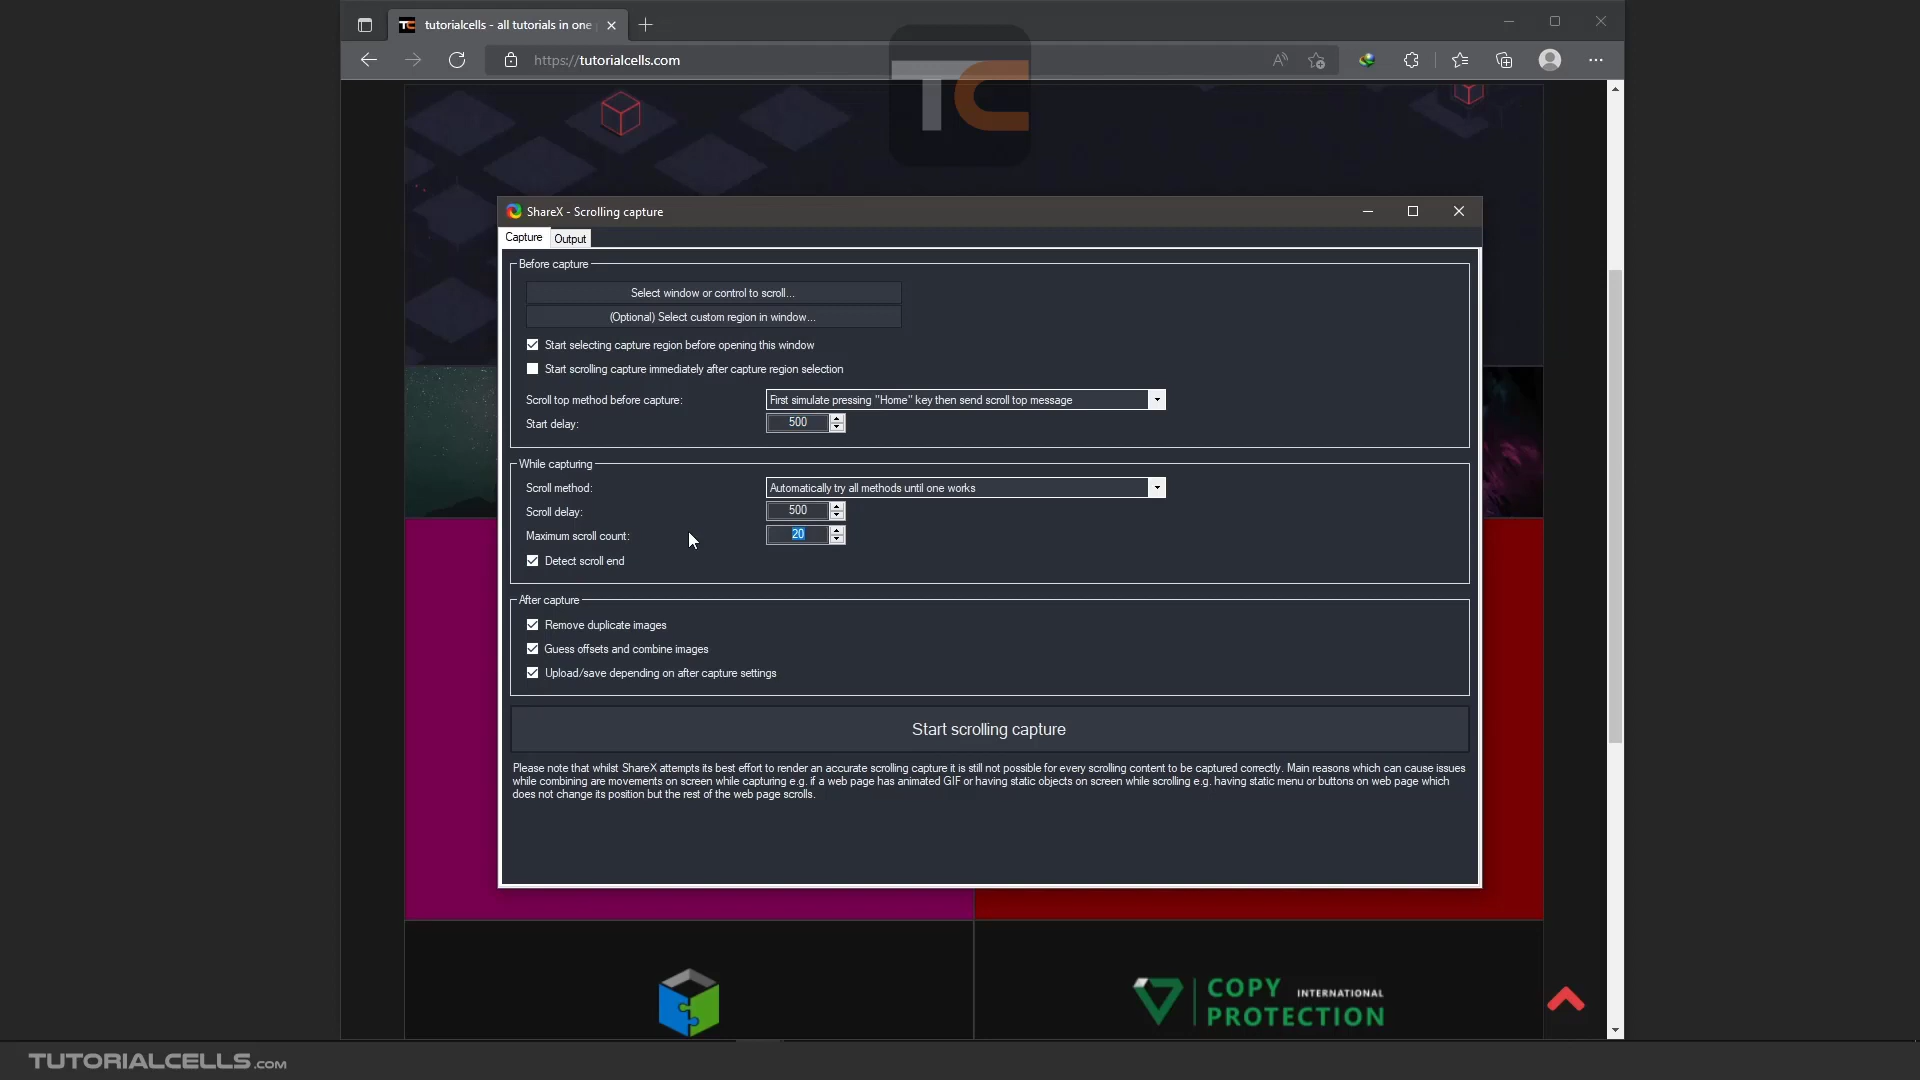 TC tutorialcells - all tutorials in one
https://tutorialcells.com
TC
ShareX - Scrolling capture
Capture Output
Before capture
Select window or control to scroll...
(Optional) Select custom region in window...
Start selecting capture region before opening this window
Start scrolling capture immediately after capture region selection
Scroll top method before capture: First simulate pressing "Home" key then send scroll top message
Start delay: 500
While capturing
Scroll method: Automatically try all methods until one works
Scroll delay: 500
Maximum scroll count: 20
Detect scroll end
After capture
Remove duplicate images
Guess offsets and combine images
Upload/save depending on after capture settings
Start scrolling capture
Please note that whilst ShareX attempts its best effort to render an accurate scrolling capture it is still not possible for every scrolling content to be captured correctly. Main reasons which can cause issues
while combining are movements on screen while capturing e.g. if a web page has animated GIF or having static objects on screen while scrolling e.g. having static menu or buttons on web page which
does not change its position but the rest of the web page scrolls.
COPY INTERNATIONAL
PROTECTION
TUTORIALCELLS.COM